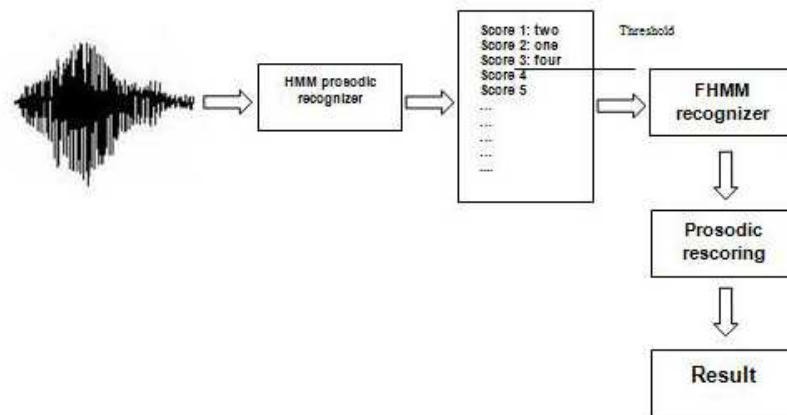 HMM prosodic
recognizer
Score 1: two
Score 2: one
Score 3: four
Score 4
Score 5
...
...
...
...
....
Threshold
FHMM
recognizer
Prosodic
rescoring
Result